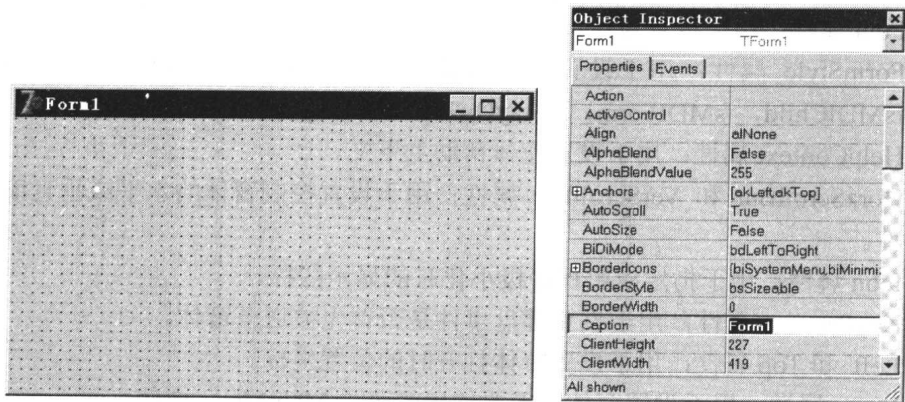 Form1
Object Inspector
Form1 TForm1
Properties Events
Action
ActiveControl
Align alNone
AlphaBlend False
AlphaBlendValue 255
Anchors [akLeft,akTop]
AutoScroll True
AutoSize False
BiDiMode bdLeftToRight
BorderIcons [biSystemMenu,biMinimi
BorderStyle bsSizeable
BorderWidth 0
Caption Form1
ClientHeight 227
ClientWidth 419
All shown